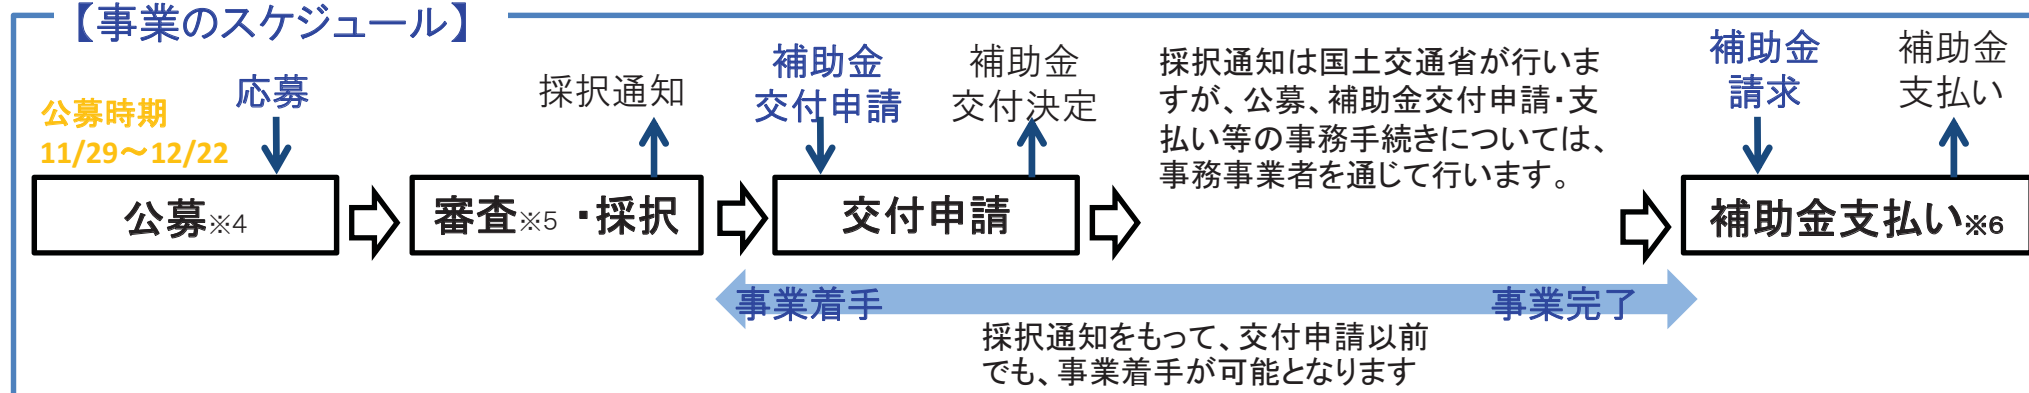 【事業のスケジュール】
公募時期
11/29～12/22
応募
採択通知
補助金
交付申請
補助金
交付決定
採択通知は国土交通省が行いま
すが、公募、補助金交付申請・支
払い等の事務手続きについては、
事務事業者を通じて行います。
補助金
請求
補助金
支払い
公募※4
審査※5 ・採択
交付申請
補助金支払い※6
事業着手
事業完了
採択通知をもって、交付申請以前
でも、事業着手が可能となります